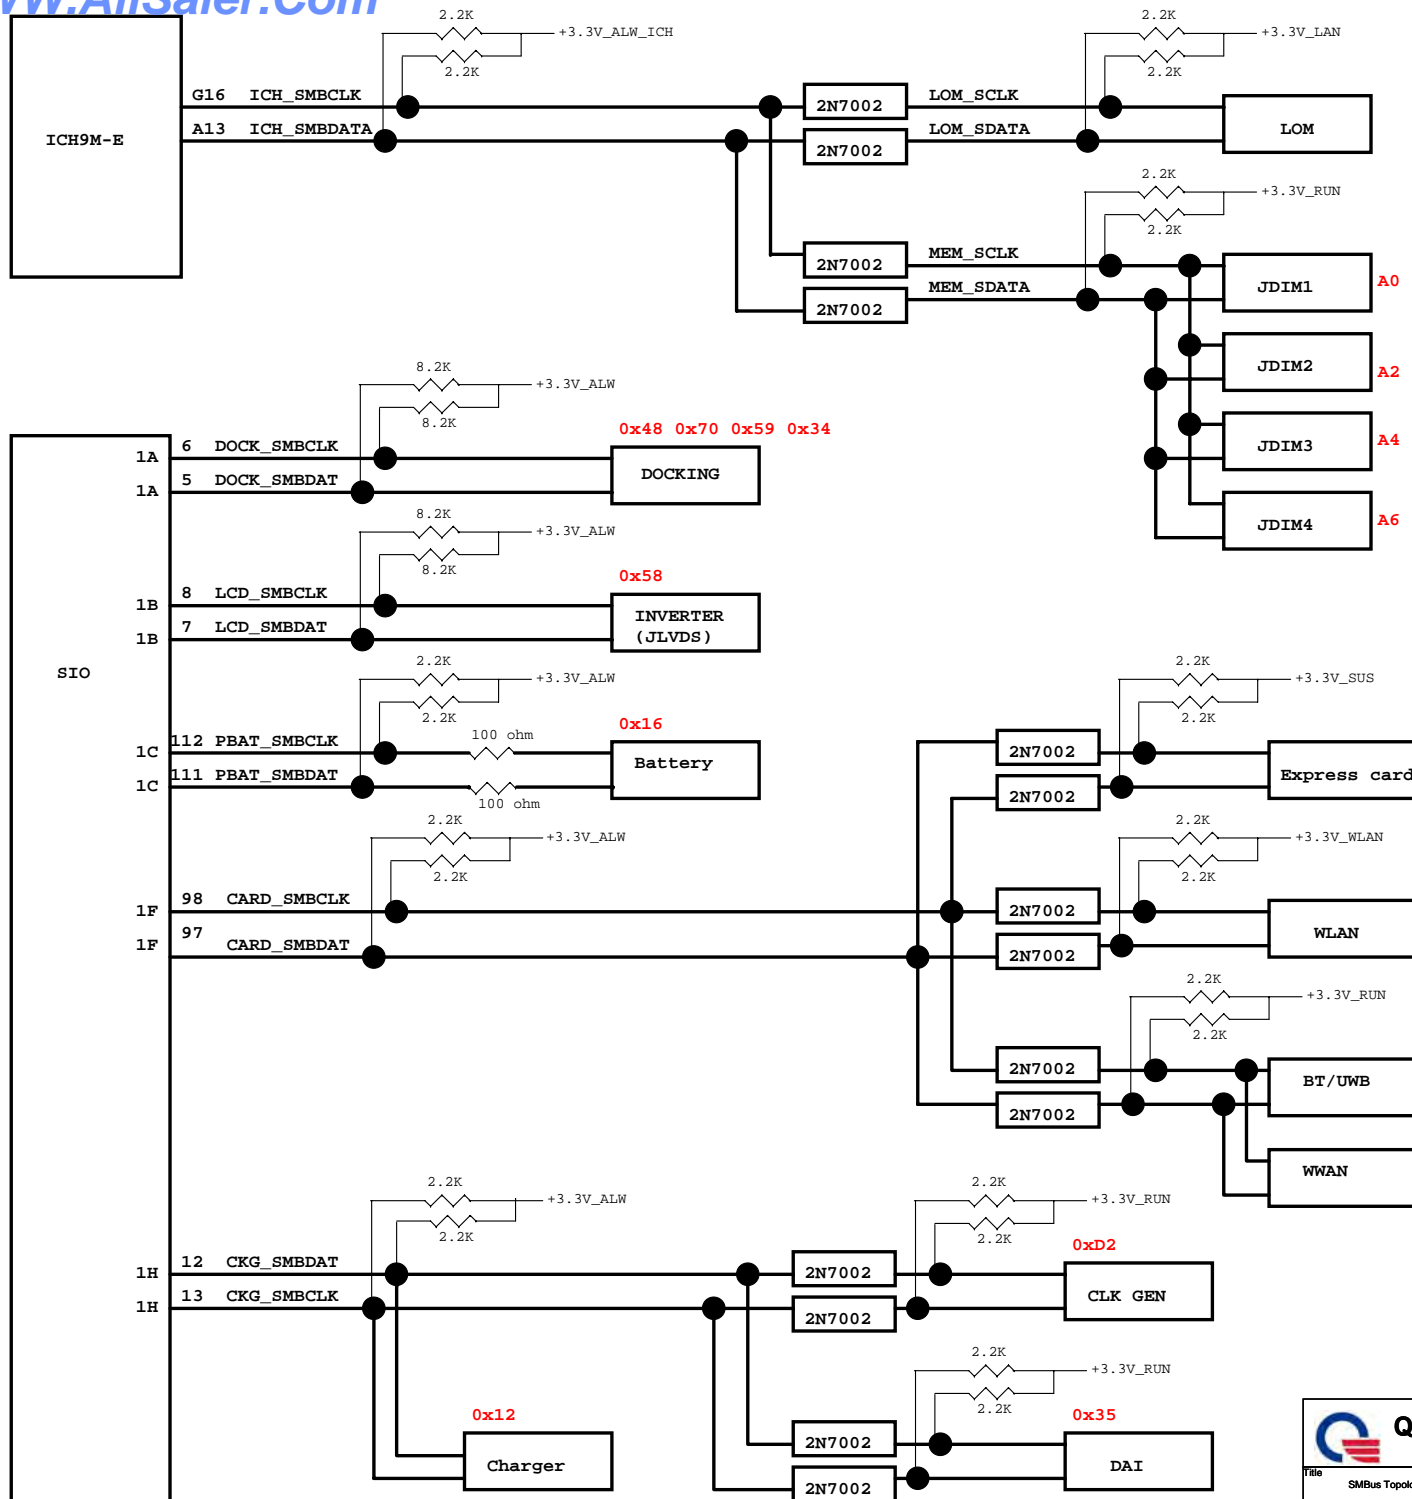 WW.AllSaler.Com
2.2K
+3.3V_ALW_ICH
2.2K
2.2K
+3.3V_LAN
2.2K
ICH9M-E
G16 ICH_SMBCLK
A13 ICH_SMBDATA
2N7002
2N7002
LOM_SCLK
LOM_SDATA
LOM
2.2K
+3.3V_RUN
2.2K
2N7002
2N7002
MEM_SCLK
MEM_SDATA
JDIM1
A0
JDIM2
A2
JDIM3
A4
JDIM4
A6
8.2K
+3.3V_ALW
8.2K
0x48 0x70 0x59 0x34
SIO
1A 6 DOCK_SMBCLK
1A 5 DOCK_SMBDAT
DOCKING
8.2K
+3.3V_ALW
8.2K
0x58
1B 8 LCD_SMBCLK
1B 7 LCD_SMBDAT
INVERTER
(JLVDS)
2.2K
+3.3V_ALW
2.2K
0x16
1C 112 PBAT_SMBCLK
100 ohm
1C 111 PBAT_SMBDAT
100 ohm
Battery
2.2K
+3.3V_SUS
2.2K
2N7002
2N7002
Express card
2.2K
+3.3V_ALW
2.2K
1F 98 CARD_SMBCLK
1F 97 CARD_SMBDAT
2.2K
+3.3V_WLAN
2.2K
2N7002
2N7002
WLAN
2.2K
+3.3V_RUN
2.2K
2N7002
2N7002
BT/UWB
WWAN
2.2K
+3.3V_ALW
2.2K
1H 12 CKG_SMBDAT
1H 13 CKG_SMBCLK
2.2K
+3.3V_RUN
2.2K
0xD2
2N7002
2N7002
CLK GEN
2.2K
+3.3V_RUN
2.2K
0x12
Charger
0x35
2N7002
2N7002
DAI
Q
Title
SMBus Topolo